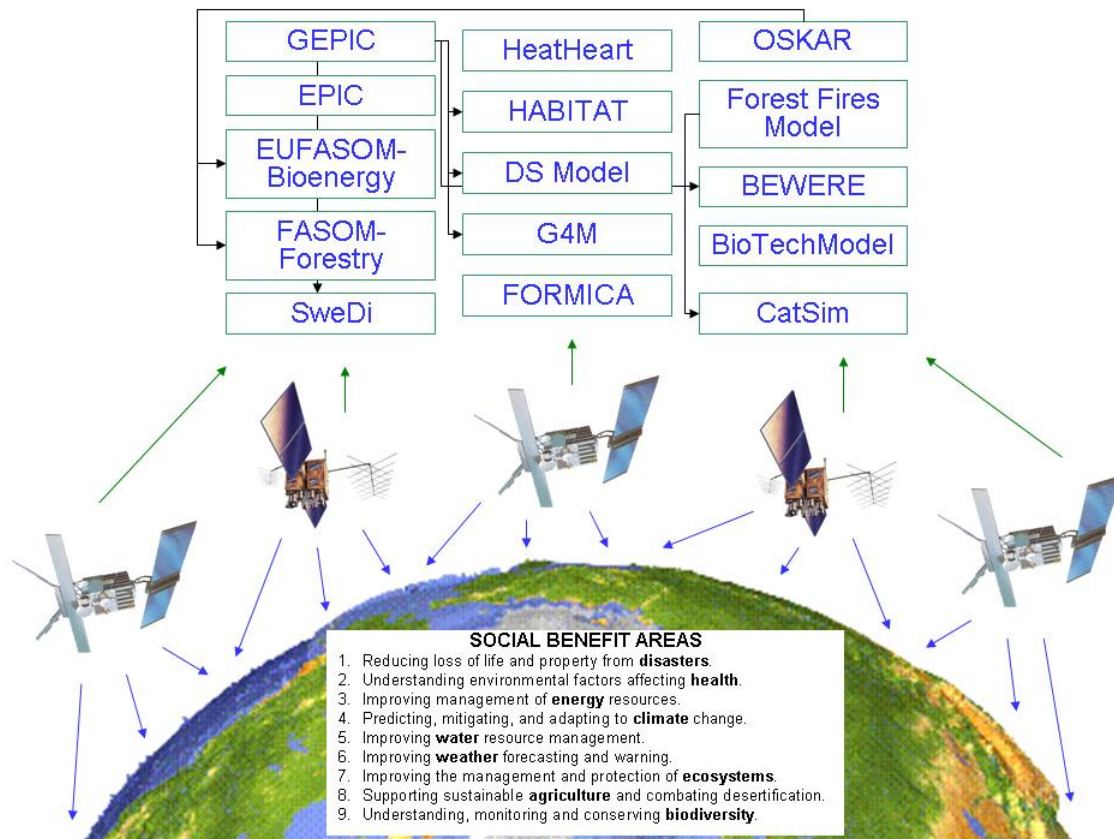 GEPIC
EPIC
EUFASOM-
Bioenergy
FASOM-
Forestry
SweDi
HeatHeart
HABITAT
DS Model
G4M
FORMICA
OSKAR
Forest Fires
Model
BEWERE
BioTechModel
CatSim
SOCIAL BENEFIT AREAS
1. Reducing loss of life and property from disasters.
2. Understanding environmental factors affecting health.
3. Improving management of energy resources.
4. Predicting, mitigating, and adapting to climate change.
5. Improving water resource management.
6. Improving weather forecasting and warning.
7. Improving the management and protection of ecosystems.
8. Supporting sustainable agriculture and combating desertification.
9. Understanding, monitoring and conserving biodiversity.